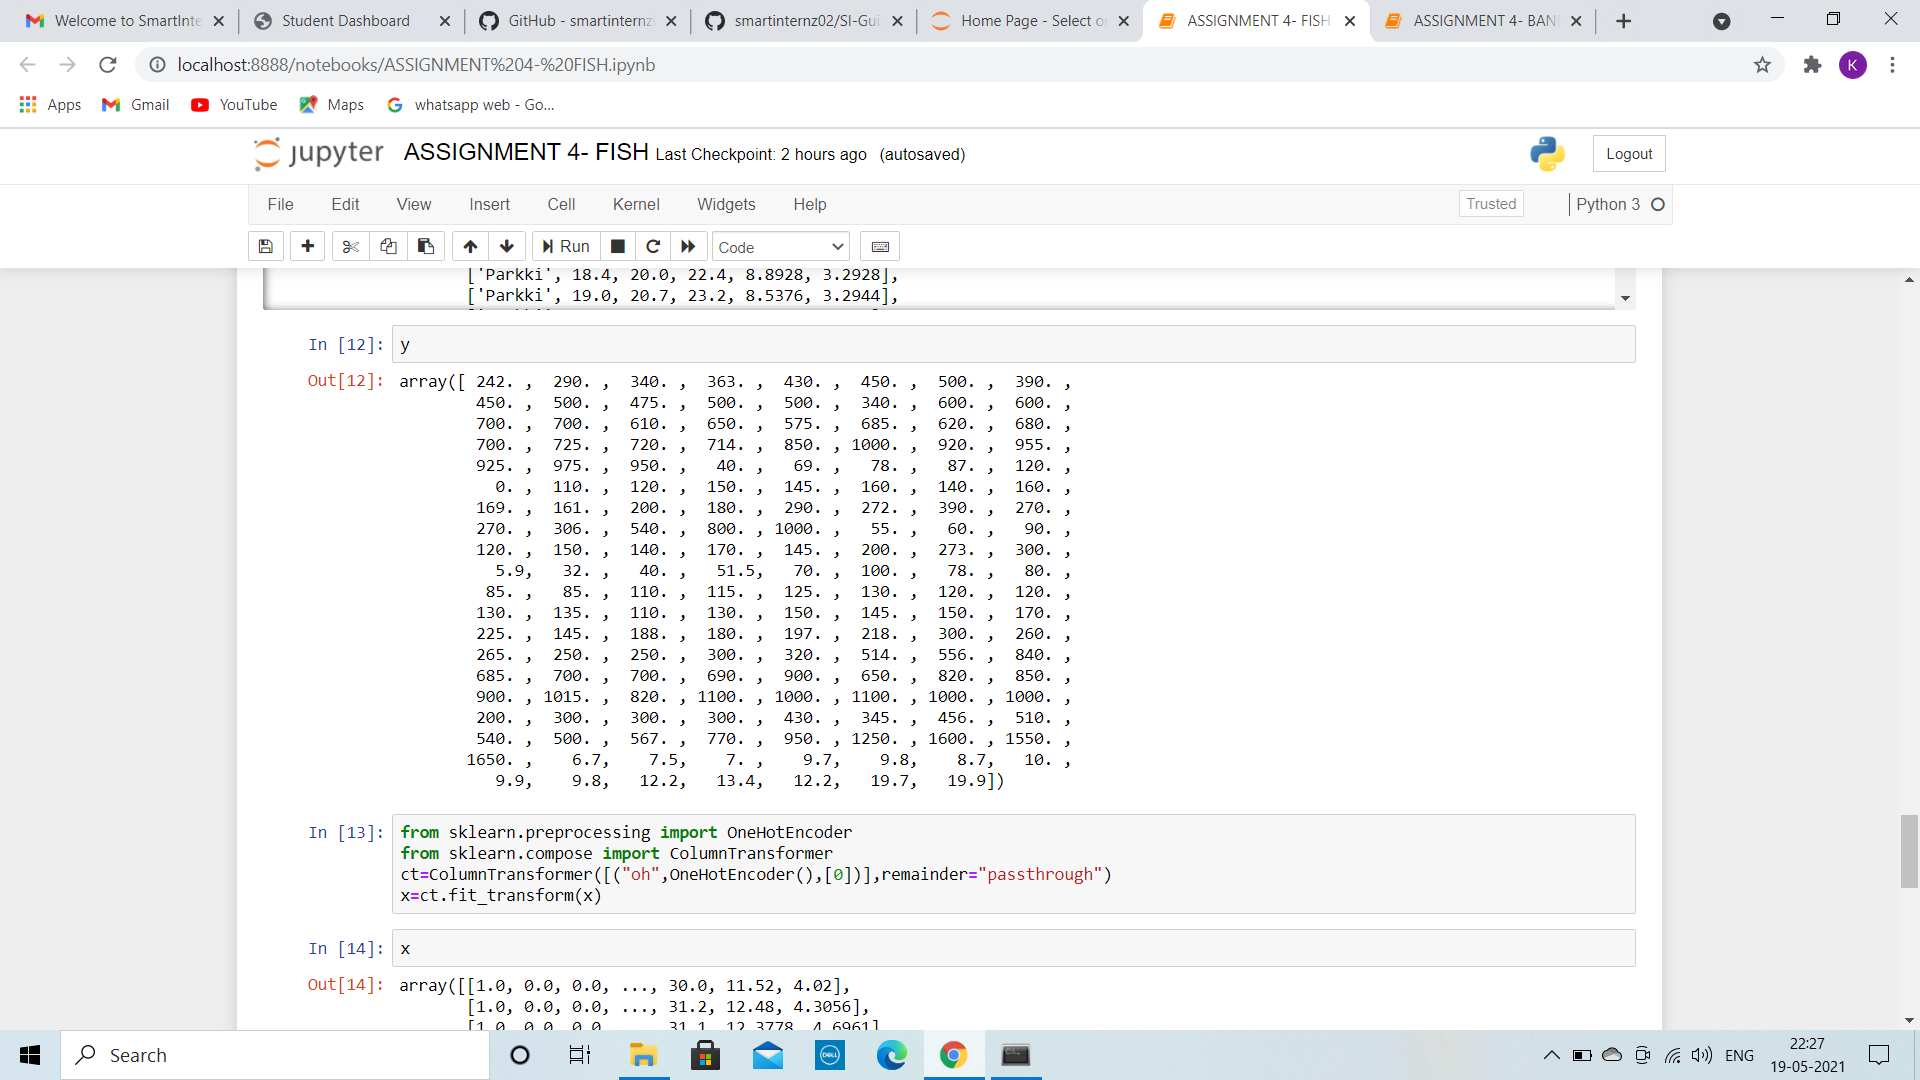 Welcome to SmartInte
Student Dashboard
GitHub - smartinternz
smartinternz02/SI-Gui
Home Page - Select o
ASSIGNMENT 4- FISH
ASSIGNMENT 4- BAN
localhost:8888/notebooks/ASSIGNMENT%204-%20FISH.ipynb
K
Apps
Gmail
YouTube
Maps
whatsapp web - Go...
jupyter ASSIGNMENT 4- FISH Last Checkpoint: 2 hours ago (autosaved)
Logout
File Edit View Insert Cell Kernel Widgets Help
Trusted
Python 3
Run
Code
['Parkki', 18.4, 20.0, 22.4, 8.8928, 3.2928],
['Parkki', 19.0, 20.7, 23.2, 8.5376, 3.2944],
In [12]: y
Out[12]: array([ 242. , 290. , 340. , 363. , 430. , 450. , 500. , 390. ,
450. , 500. , 475. , 500. , 500. , 340. , 600. , 600. ,
700. , 700. , 610. , 650. , 575. , 685. , 620. , 680. ,
700. , 725. , 720. , 714. , 850. , 1000. , 920. , 955. ,
925. , 975. , 950. , 40. , 69. , 78. , 87. , 120. ,
0. , 110. , 120. , 150. , 145. , 160. , 140. , 160. ,
169. , 161. , 200. , 180. , 290. , 272. , 390. , 270. ,
270. , 306. , 540. , 800. , 1000. , 55. , 60. , 90. ,
120. , 150. , 140. , 170. , 145. , 200. , 273. , 300. ,
5.9, 32. , 40. , 51.5, 70. , 100. , 78. , 80. ,
85. , 85. , 110. , 115. , 125. , 130. , 120. , 120. ,
130. , 135. , 110. , 130. , 150. , 145. , 150. , 170. ,
225. , 145. , 188. , 180. , 197. , 218. , 300. , 260. ,
265. , 250. , 250. , 300. , 320. , 514. , 556. , 840. ,
685. , 700. , 700. , 690. , 900. , 650. , 820. , 850. ,
900. , 1015. , 820. , 1100. , 1000. , 1100. , 1000. , 1000. ,
200. , 300. , 300. , 300. , 430. , 345. , 456. , 510. ,
540. , 500. , 567. , 770. , 950. , 1250. , 1600. , 1550. ,
1650. , 6.7, 7.5, 7. , 9.7, 9.8, 8.7, 10. ,
9.9, 9.8, 12.2, 13.4, 12.2, 19.7, 19.9])
In [13]: from sklearn.preprocessing import OneHotEncoder
from sklearn.compose import ColumnTransformer
ct=ColumnTransformer([("oh",OneHotEncoder(),[0])],remainder="passthrough")
x=ct.fit_transform(x)
In [14]: x
Out[14]: array([[1.0, 0.0, 0.0, ..., 30.0, 11.52, 4.02],
[1.0, 0.0, 0.0, ..., 31.2, 12.48, 4.3056],
[1.0, 0.0, 0.0, ..., 31.1, 12.3778, 4.6961],
Search
DELL
ENG
22:27
19-05-2021